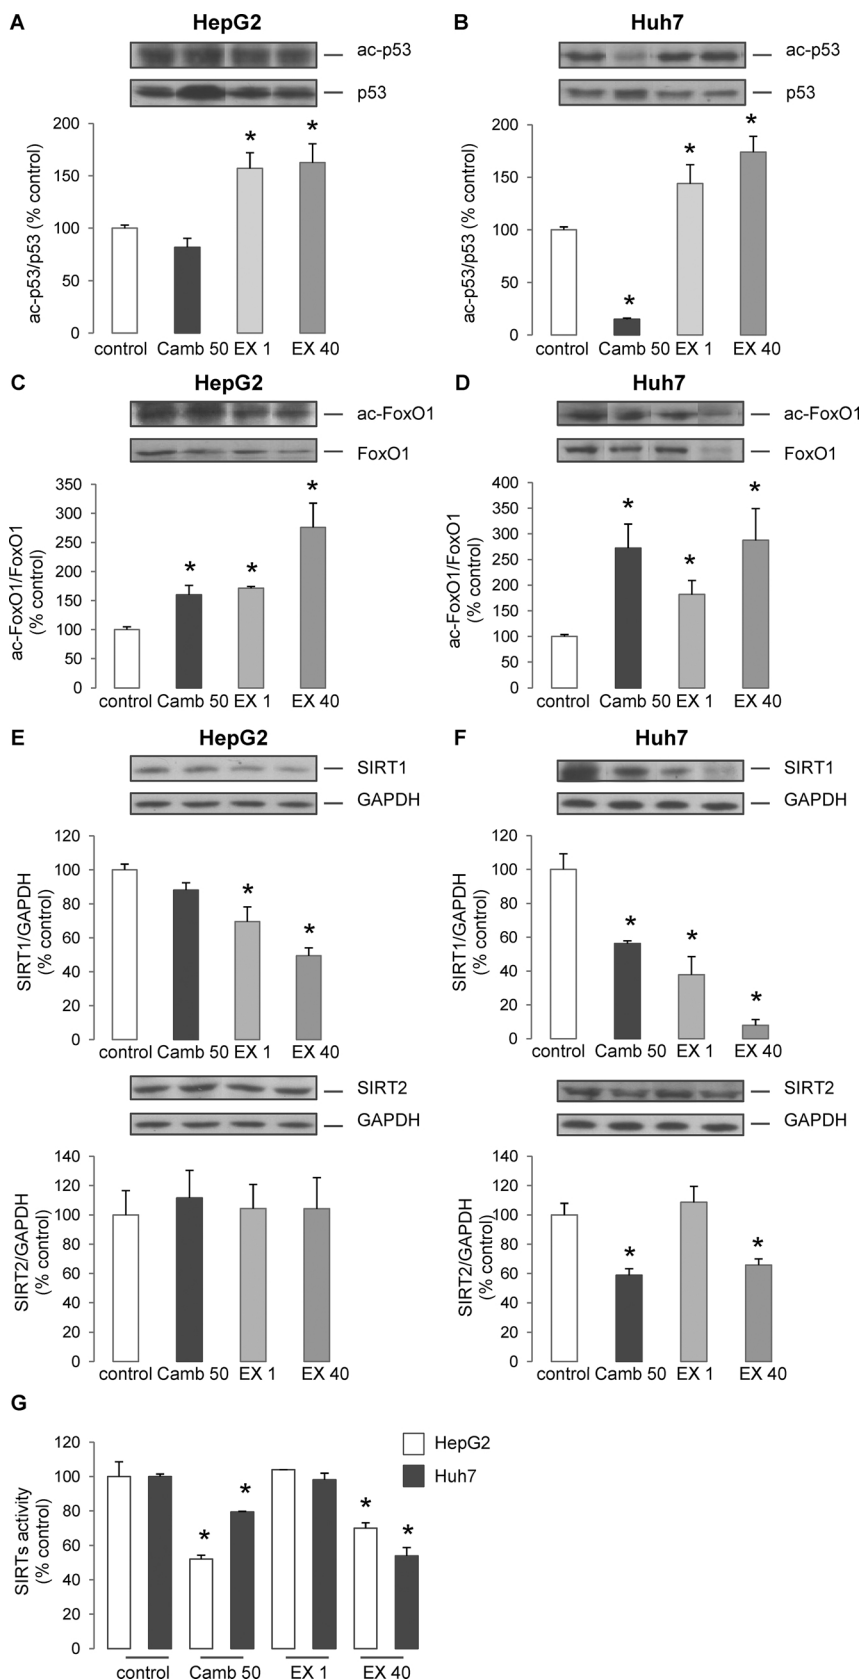 A HepG2
ac-p53
p53
ac-p53/p53 (% control)
200
150
100
50
0
* *
control Camb 50 EX 1 EX 40
B Huh7
ac-p53
p53
ac-p53/p53 (% control)
200
150
100
50
0
* * *
control Camb 50 EX 1 EX 40
C HepG2
ac-FoxO1
FoxO1
ac-FoxO1/FoxO1
(% control)
350
300
250
200
150
100
50
0
* * *
control Camb 50 EX 1 EX 40
D Huh7
ac-FoxO1
FoxO1
ac-FoxO1/FoxO1
(% control)
400
350
300
250
200
150
100
50
0
* * *
control Camb 50 EX 1 EX 40
E HepG2
SIRT1
GAPDH
SIRT1/GAPDH
(% control)
120
100
80
60
40
20
0
* *
control Camb 50 EX 1 EX 40
SIRT2
GAPDH
SIRT2/GAPDH
(% control)
140
120
100
80
60
40
20
0
control Camb 50 EX 1 EX 40
F Huh7
SIRT1
GAPDH
SIRT1/GAPDH
(% control)
120
100
80
60
40
20
0
* * *
control Camb 50 EX 1 EX 40
SIRT2
GAPDH
SIRT2/GAPDH
(% control)
140
120
100
80
60
40
20
0
* *
control Camb 50 EX 1 EX 40
G
SIRTs activity
(% control)
120
100
80
60
40
20
0
* * * *
HepG2
Huh7
control Camb 50 EX 1 EX 40